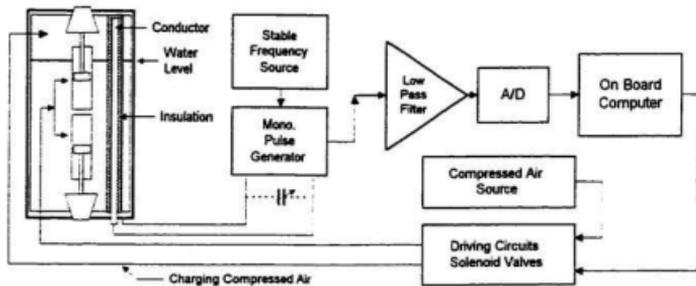 Conductor
Water
Level
Insulation
Stable
Frequency
Source
Mono.
Pulse
Generator
Low
Pass
Filter
A/D
On Board
Computer
Compressed Air
Source
Driving Circuits
Solenoid Valves
Charging Compressed Air